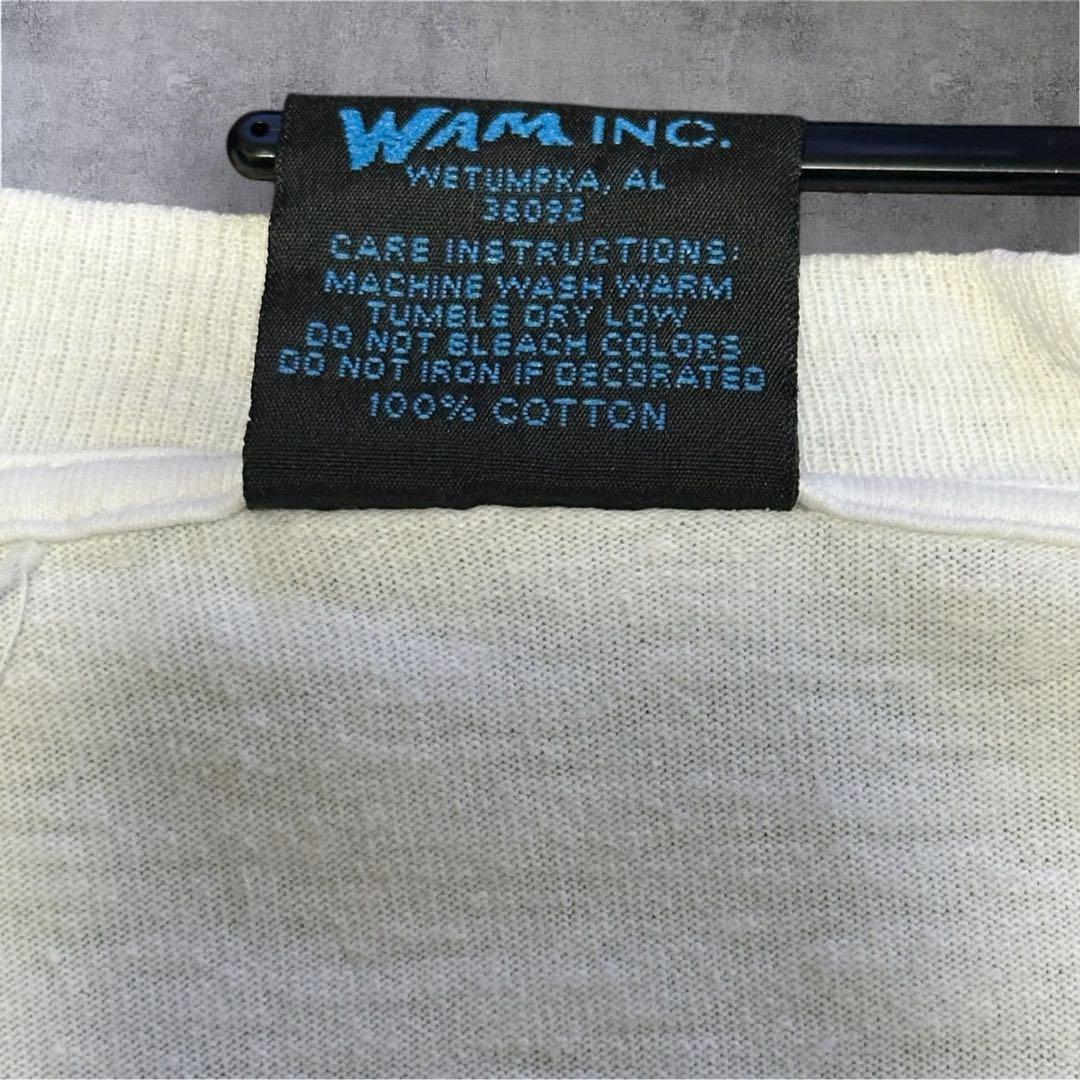 WAM INC.
WETUMPKA, AL
36092
CARE INSTRUCTIONS:
MACHINE WASH WARM
TUMBLE DRY LOW
DO NOT BLEACH COLORS
DO NOT IRON IF DECORATED
100% COTTON